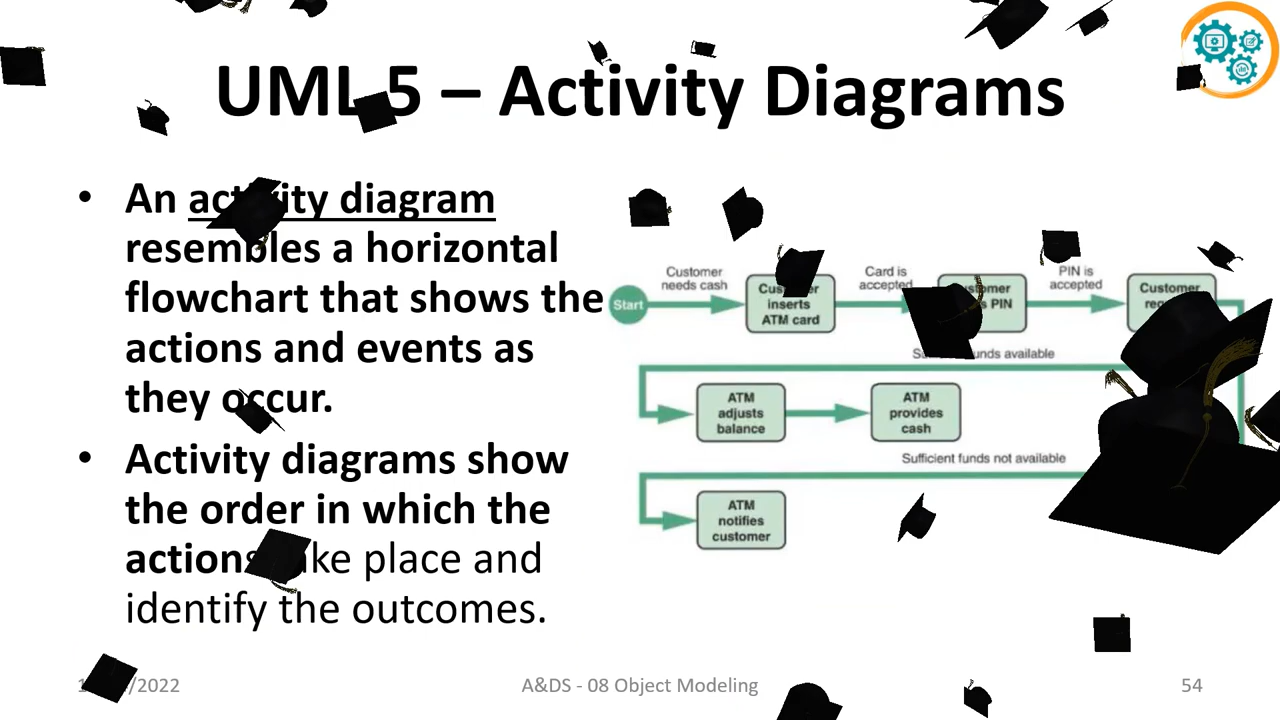 UML 5 – Activity Diagrams
• An activity diagram
resembles a horizontal
flowchart that shows the
actions and events as
they occur.
• Activity diagrams show
the order in which the
actions take place and
identify the outcomes.
Start
Customer
needs cash
Customer
inserts
ATM card
Card is
accepted
Customer
PIN
PIN is
accepted
Customer
Sufficient funds available
ATM
adjusts
balance
ATM
provides
cash
Sufficient funds not available
ATM
notifies
customer
/2022
A&DS - 08 Object Modeling
54